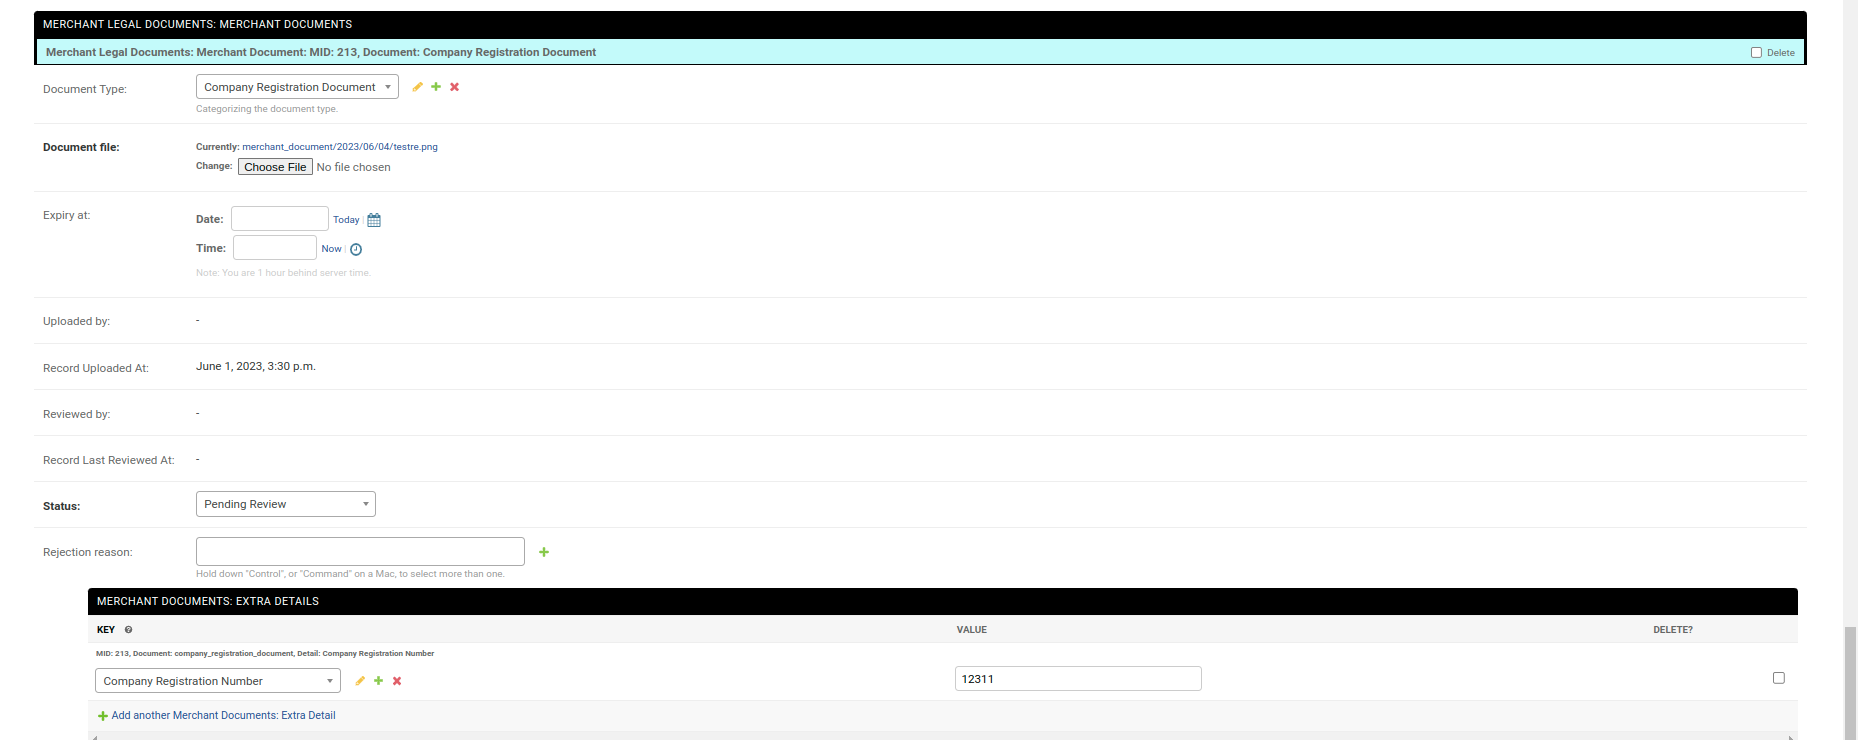 MERCHANT LEGAL DOCUMENTS: MERCHANT DOCUMENTS
Merchant Legal Documents: Merchant Document: MID: 213, Document: Company Registration Document Delete
Document Type: Company Registration Document
Categorizing the document type.
Document file: Currently: merchant_document/2023/06/04/testre.png
Change: Choose File No file chosen
Expiry at:
Date: Today |
Time: Now |
Note: You are 1 hour behind server time.
Uploaded by: -
Record Uploaded At: June 1, 2023, 3:30 p.m.
Reviewed by: -
Record Last Reviewed At: -
Status: Pending Review
Rejection reason:
Hold down "Control", or "Command" on a Mac, to select more than one.
MERCHANT DOCUMENTS: EXTRA DETAILS
KEY VALUE DELETE?
MID: 213, Document: company_registration_document, Detail: Company Registration Number
Company Registration Number 12311
Add another Merchant Documents: Extra Detail